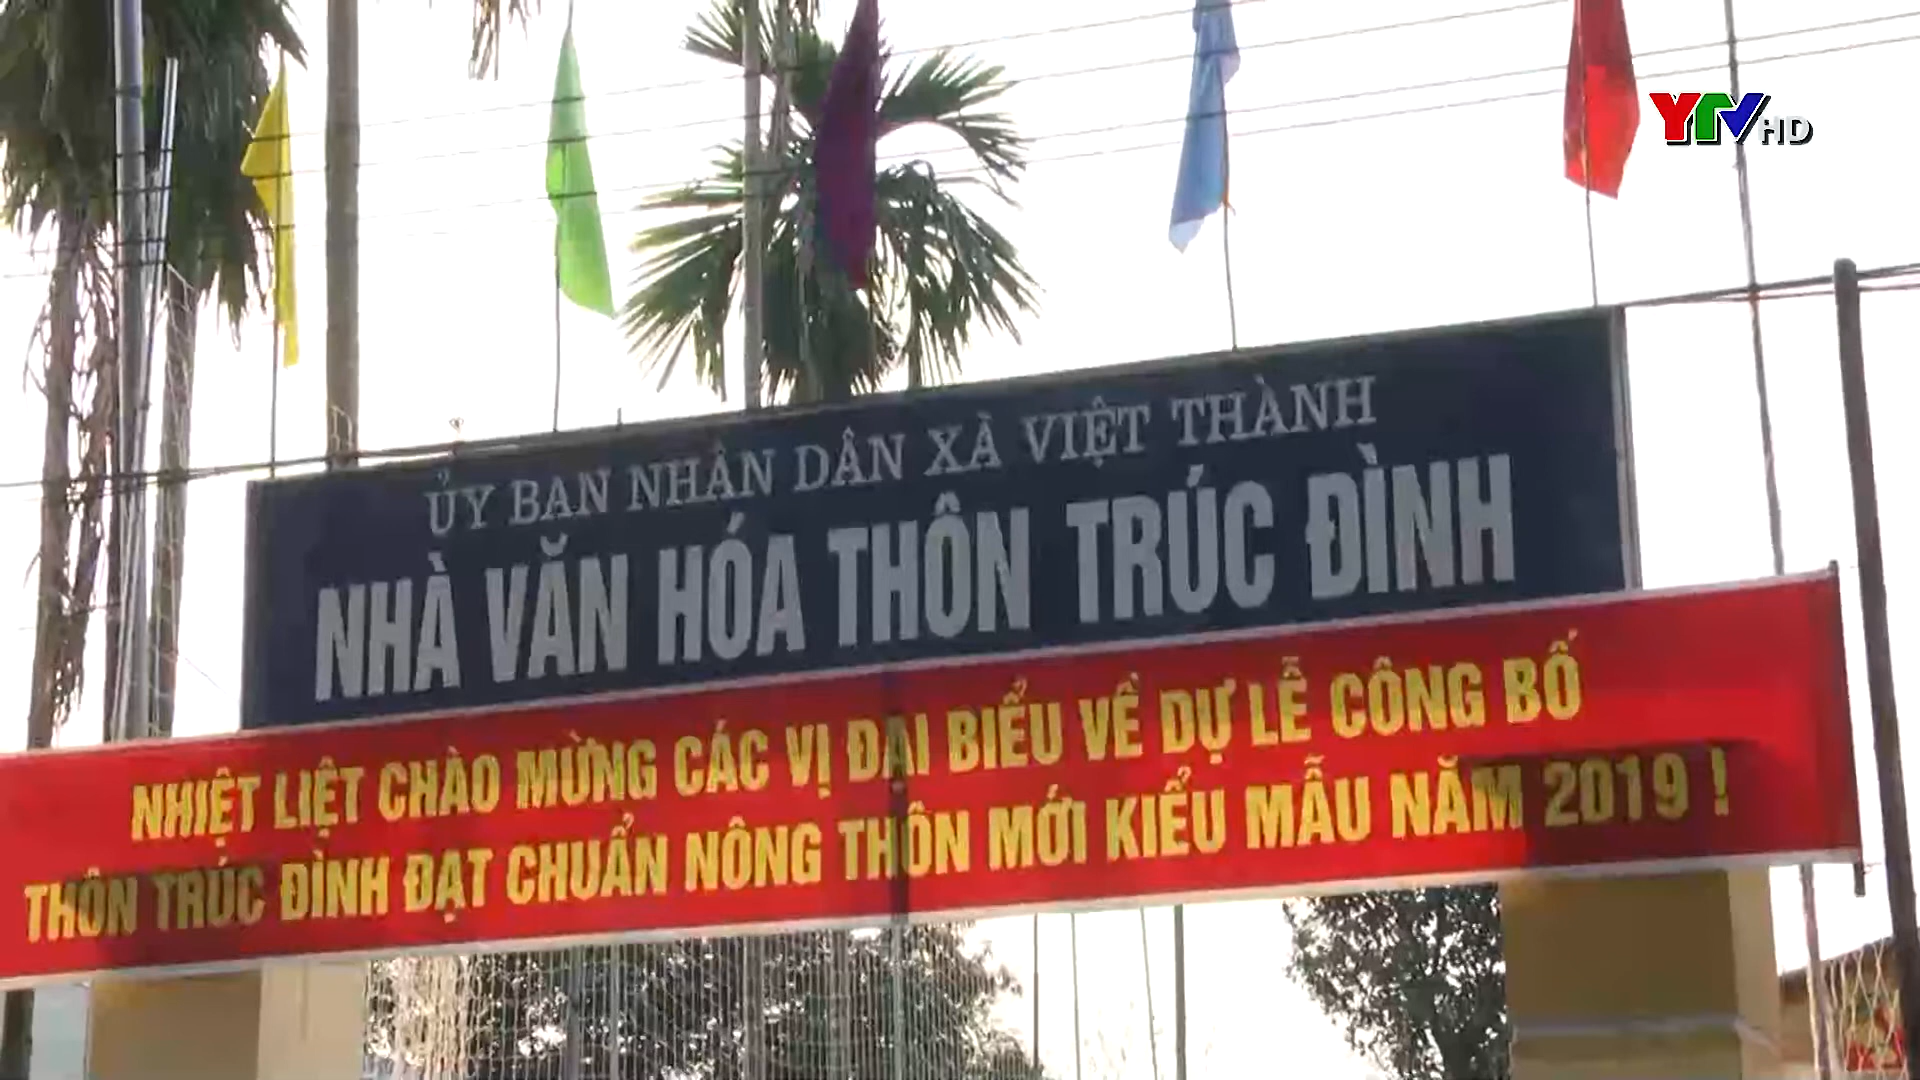 YTV HD
ỦY BAN NHÂN DÂN XÃ VIỆT THÀNH
NHÀ VĂN HÓA THÔN TRÚC ĐÌNH
NHIỆT LIỆT CHÀO MỪNG CÁC VỊ ĐẠI BIỂU VỀ DỰ LỄ CÔNG BỐ
THÔN TRÚC ĐÌNH ĐẠT CHUẨN NÔNG THÔN MỚI KIỂU MẪU NĂM 2019 !